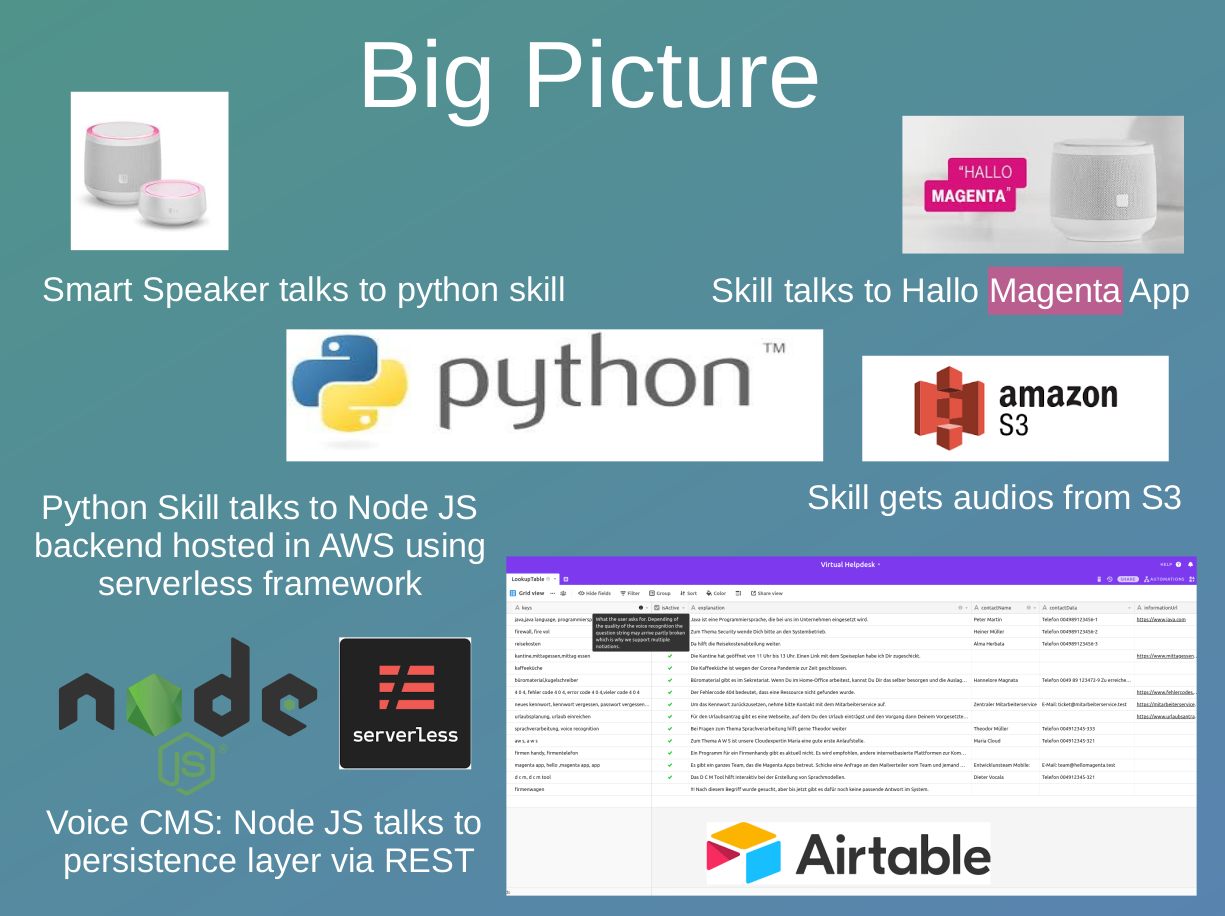 Big Picture
"HALLO
MAGENTA"
Smart Speaker talks to python skill
Skill talks to Hallo Magenta App
python TM
amazon
S3
Skill gets audios from S3
Python Skill talks to Node JS
backend hosted in AWS using
serverless framework
node
JS ®
serverless
Voice CMS: Node JS talks to
persistence layer via REST
Virtual Helpdesk
HELP
LookupTable
SHARE AUTOMATIONS
Grid view Hide fields Filter Group Sort Color Share view
keys isActive explanation contactName contactData informationUrl
What the user asks for. Depending of
the quality of the voice recognition the
question string may arrive partly broken
which is why we support multiple
notations.
java,java language, programmiersp Java ist eine Programmiersprache, die bei uns im Unternehmen eingesetzt wird. Peter Martin Telefon 004989123456-1 https://www.java.com
firewall, fire vol Zum Thema Security wende Dich bitte an den Systembetrieb. Heiner Müller Telefon 004989123456-2
reisekosten Da hilft die Reisekostenabteilung weiter. Alma Herbata Telefon 004989123456-3
kantine,mittagessen,mittag essen Die Kantine hat geöffnet von 11 Uhr bis 13 Uhr. Einen Link mit dem Speiseplan habe ich Dir zugeschickt. https://www.mittagessen...
kaffeeküche Die Kaffeeküche ist wegen der Corona Pandemie zur Zeit geschlossen.
büromaterial,kugelschreiber Büromaterial gibt es im Sekretariat. Wenn Du im Home-Office arbeitest, kannst Du Dir das selber besorgen und die Auslag... Hannelore Magnata Telefon 0049 89 123472-9 Zu erreiche...
4 0 4, fehler code 4 0 4, error code 4 0 4,vieler code 4 0 4 Der Fehlercode 404 bedeutet, dass eine Ressource nicht gefunden wurde. https://www.fehlercodes...
neues kennwort, kennwort vergessen, passwort vergessen... Um das Kennwort zurückzusetzen, nehme bitte Kontakt mit dem Mitarbeiterservice auf. Zentraler Mitarbeiterservice E-Mail: ticket@mitarbeiterservice.test https://mitarbeiterservice...
urlaubsplanung, urlaub einreichen Für den Urlaubsantrag gibt es eine Webseite, auf dem Du den Urlaub einträgst und den Vorgang dann Deinem Vorgesetzte... https://www.urlaubsantra...
sprachverarbeitung, voice recognition Bei Fragen zum Thema Sprachverarbeitung hilft gerne Theodor weiter Theodor Müller Telefon 004912345-333
aw s, a w s Zum Thema A W S ist unsere Cloudexpertin Maria eine gute erste Anlaufstelle. Maria Cloud Telefon 004912345-321
firmen handy, firmentelefon Ein Programm für ein Firmenhandy gibt es aktuell nicht. Es wird empfohlen, andere internetbasierte Plattformen zur Kom...
magenta app, hello ,magenta app, app Es gibt ein ganzes Team, das die Magenta Apps betreut. Schicke eine Anfrage an den Mailverteiler vom Team und jemand ... Entwicklunsteam Mobile: E-Mail: team@hellomagenta.test
d c m, d c m tool Das D C M Tool hilft interaktiv bei der Erstellung von Sprachmodellen. Dieter Vocala Telefon 004912345-321
firmenwagen !!! Nach diesem Begriff wurde gesucht, aber bis jetzt gibt es dafür noch keine passende Antwort im System.
Airtable